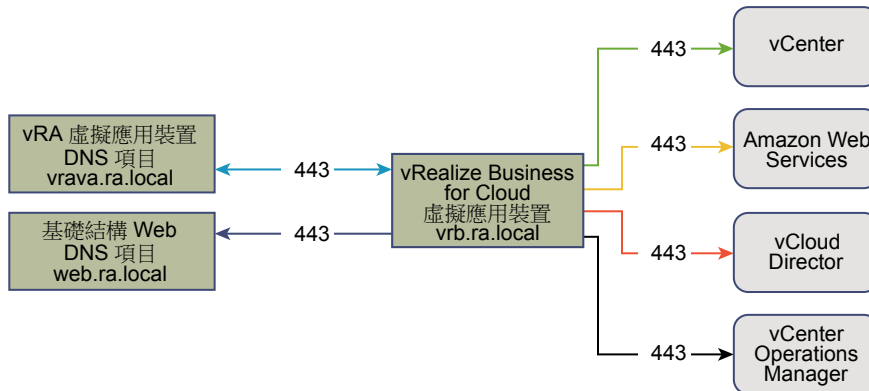 vRA 虛擬應用裝置
DNS 項目
vrava.ra.local
443
基礎結構 Web
DNS 項目
web.ra.local
443
vRealize Business
for Cloud
虛擬應用裝置
vrb.ra.local
443
vCenter
443
Amazon Web
Services
443
vCloud
Director
443
vCenter
Operations
Manager